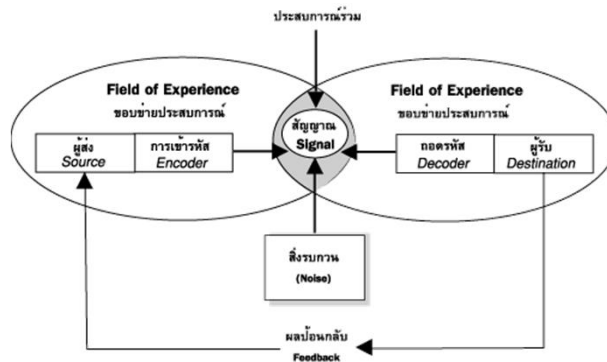 ประสบการณ์ร่วม
Field of Experience
ขอบข่ายประสบการณ์
ผู้ส่ง
Source
การเข้ารหัส
Encoder
สัญญาณ
Signal
Field of Experience
ขอบข่ายประสบการณ์
ถอดรหัส
Decoder
ผู้รับ
Destination
สิ่งรบกวน
(Noise)
ผลป้อนกลับ
Feedback